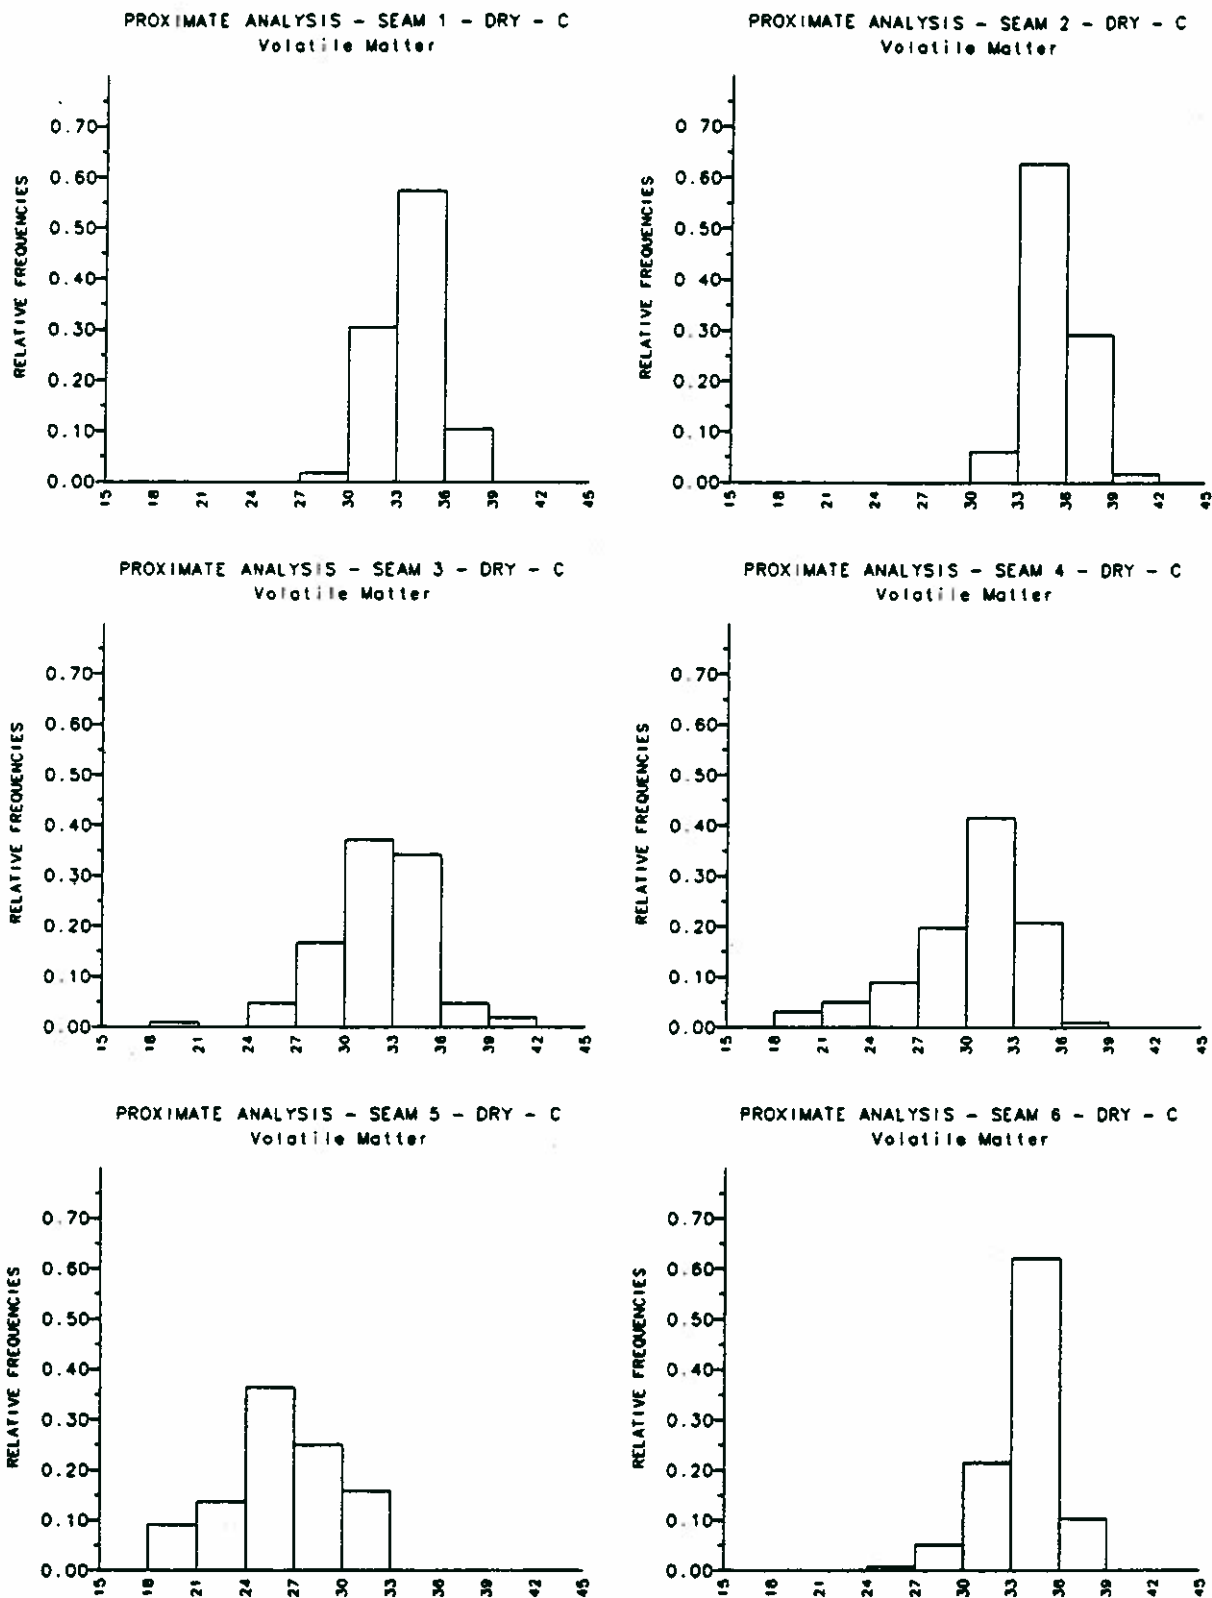 PROXIMATE ANALYSIS - SEAM 1 - DRY - C
Volatile Matter
RELATIVE FREQUENCIES
0.70
0.60
0.50
0.40
0.30
0.20
0.10
0.00
15 18 21 24 27 30 33 36 39 42 45
PROXIMATE ANALYSIS - SEAM 2 - DRY - C
Volatile Matter
RELATIVE FREQUENCIES
0 70
0.60
0.50
0 40
0.30
0.20
0.10
0.00
15 18 21 24 27 30 33 36 39 42 45
PROXIMATE ANALYSIS - SEAM 3 - DRY - C
Volatile Matter
RELATIVE FREQUENCIES
0.70
0.60
0.50
0.40
0.30
0.20
0.10
0.00
15 18 21 24 27 30 33 36 39 42 45
PROXIMATE ANALYSIS - SEAM 4 - DRY - C
Volatile Matter
RELATIVE FREQUENCIES
0.70
0.60
0.50
0.40
0.30
0.20
0.10
0.00
15 18 21 24 27 30 33 36 39 42 45
PROXIMATE ANALYSIS - SEAM 5 - DRY - C
Volatile Matter
RELATIVE FREQUENCIES
0.70
0.60
0.50
0.40
0.30
0.20
0.10
0.00
15 18 21 24 27 30 33 36 39 42 45
PROXIMATE ANALYSIS - SEAM 6 - DRY - C
Volatile Matter
RELATIVE FREQUENCIES
0.70
0.60
0.50
0.40
0.30
0.20
0.10
0.00
15 18 21 24 27 30 33 36 39 42 45